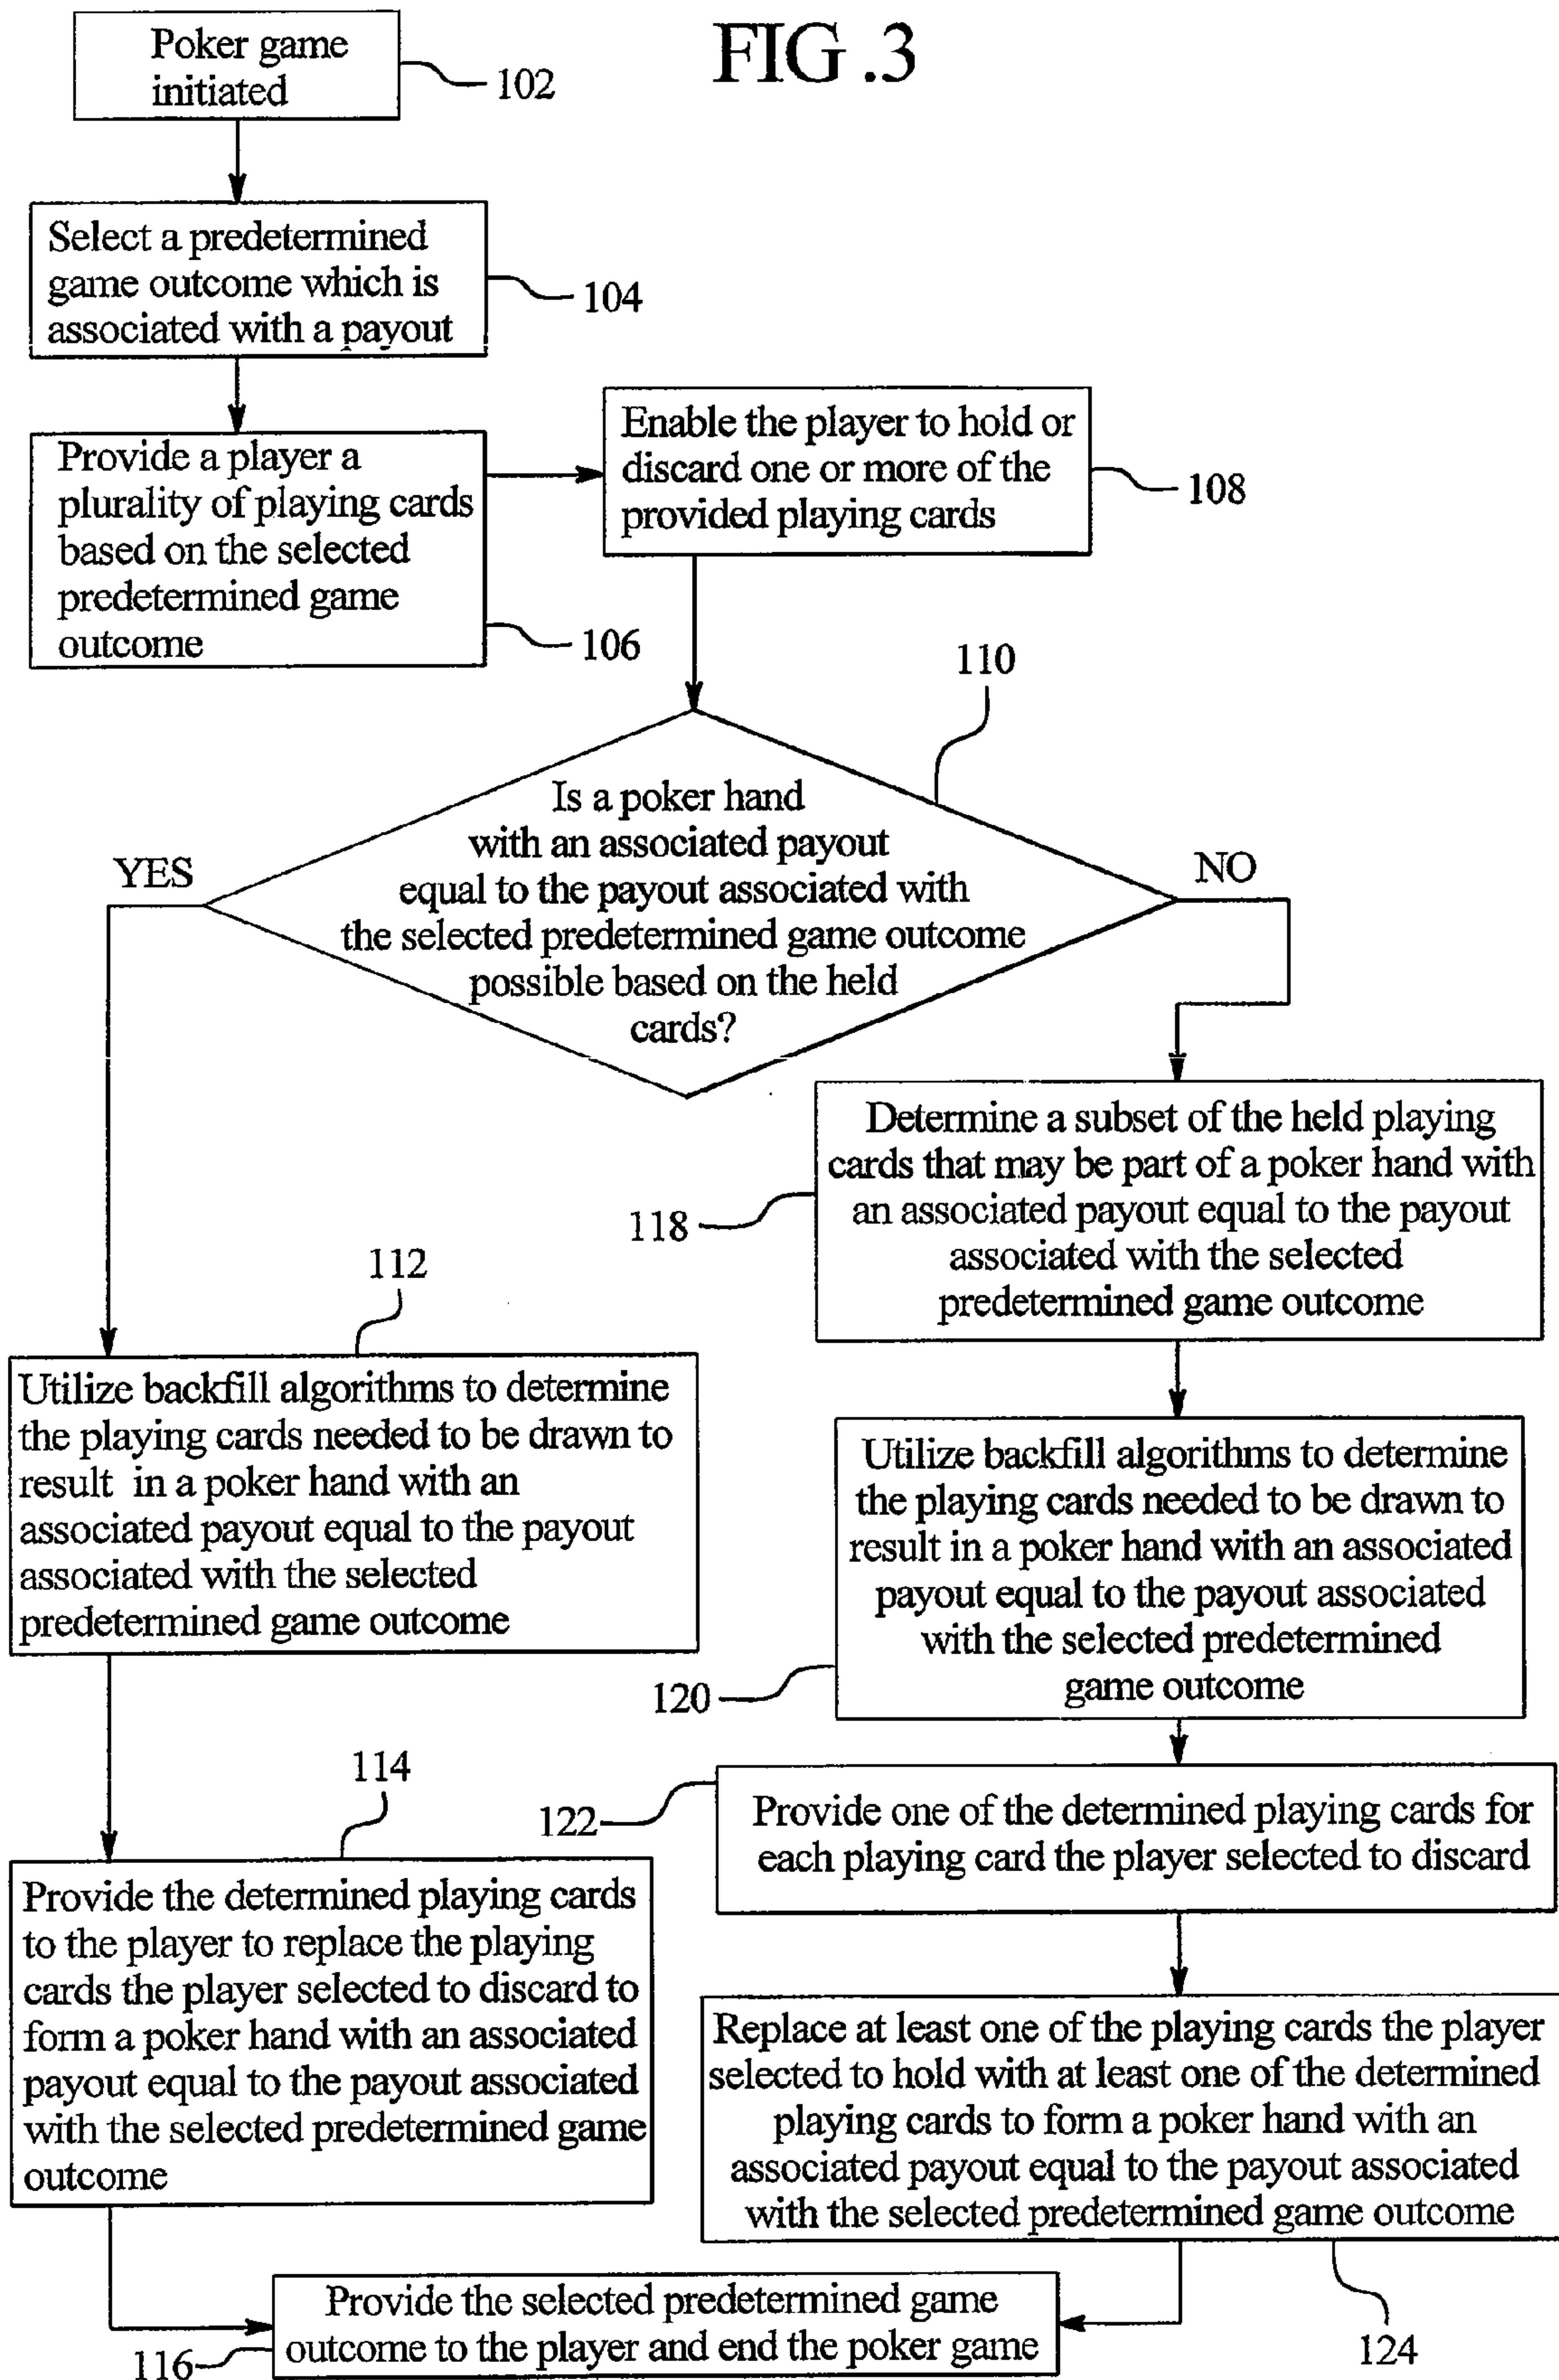 FIG.3
Poker game
initiated
102
Select a predetermined
game outcome which is
associated with a payout
104
Provide a player a
plurality of playing cards
based on the selected
predetermined game
outcome
106
Enable the player to hold or
discard one or more of the
provided playing cards
108
110
Is a poker hand
with an associated payout
equal to the payout associated with
the selected predetermined game outcome
possible based on the held
cards?
YES
NO
Determine a subset of the held playing
cards that may be part of a poker hand with
an associated payout equal to the payout
associated with the selected
predetermined game outcome
118
112
Utilize backfill algorithms to determine
the playing cards needed to be drawn to
result in a poker hand with an
associated payout equal to the payout
associated with the selected
predetermined game outcome
Utilize backfill algorithms to determine
the playing cards needed to be drawn to
result in a poker hand with an associated
payout equal to the payout associated
with the selected predetermined
game outcome
120
114
Provide the determined playing cards
to the player to replace the playing
cards the player selected to discard to
form a poker hand with an associated
payout equal to the payout associated
with the selected predetermined game
outcome
122
Provide one of the determined playing cards for
each playing card the player selected to discard
Replace at least one of the playing cards the player
selected to hold with at least one of the determined
playing cards to form a poker hand with an
associated payout equal to the payout associated
with the selected predetermined game outcome
124
Provide the selected predetermined game
outcome to the player and end the poker game
116